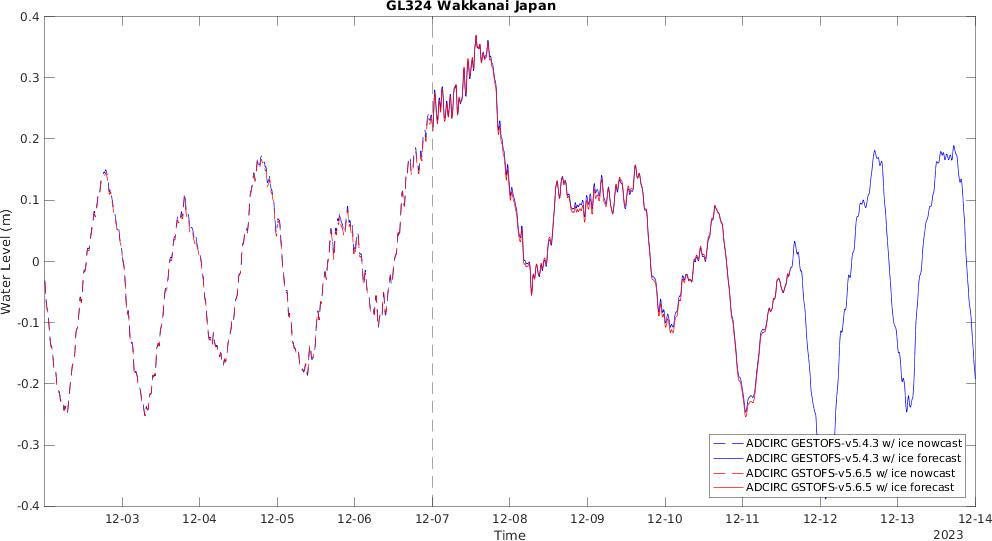 GL324 Wakkanai Japan
0.4
0.3
0.2
0.1
0
-0.1
-0.2
-0.3
-0.4
Water Level (m)
ADCIRC GESTOFS-v5.4.3 w/ ice nowcast
ADCIRC GESTOFS-v5.4.3 w/ ice forecast
ADCIRC GSTOFS-v5.6.5 w/ ice nowcast
ADCIRC GSTOFS-v5.6.5 w/ ice forecast
12-03 12-04 12-05 12-06 12-07 12-08 12-09 12-10 12-11 12-12 12-13 12-14
Time
2023